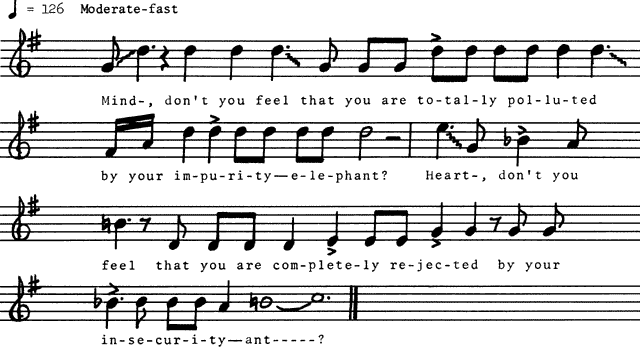 = 126 Moderate-fast
Mind-, don't you feel that you are to-tal-ly pol-lu-ted
by your im-pu-ri-ty—e-le-phant? Heart-, don't you
feel that you are com-plete-ly re-jec-ted by your
in-se-cur-i-ty—ant-----?